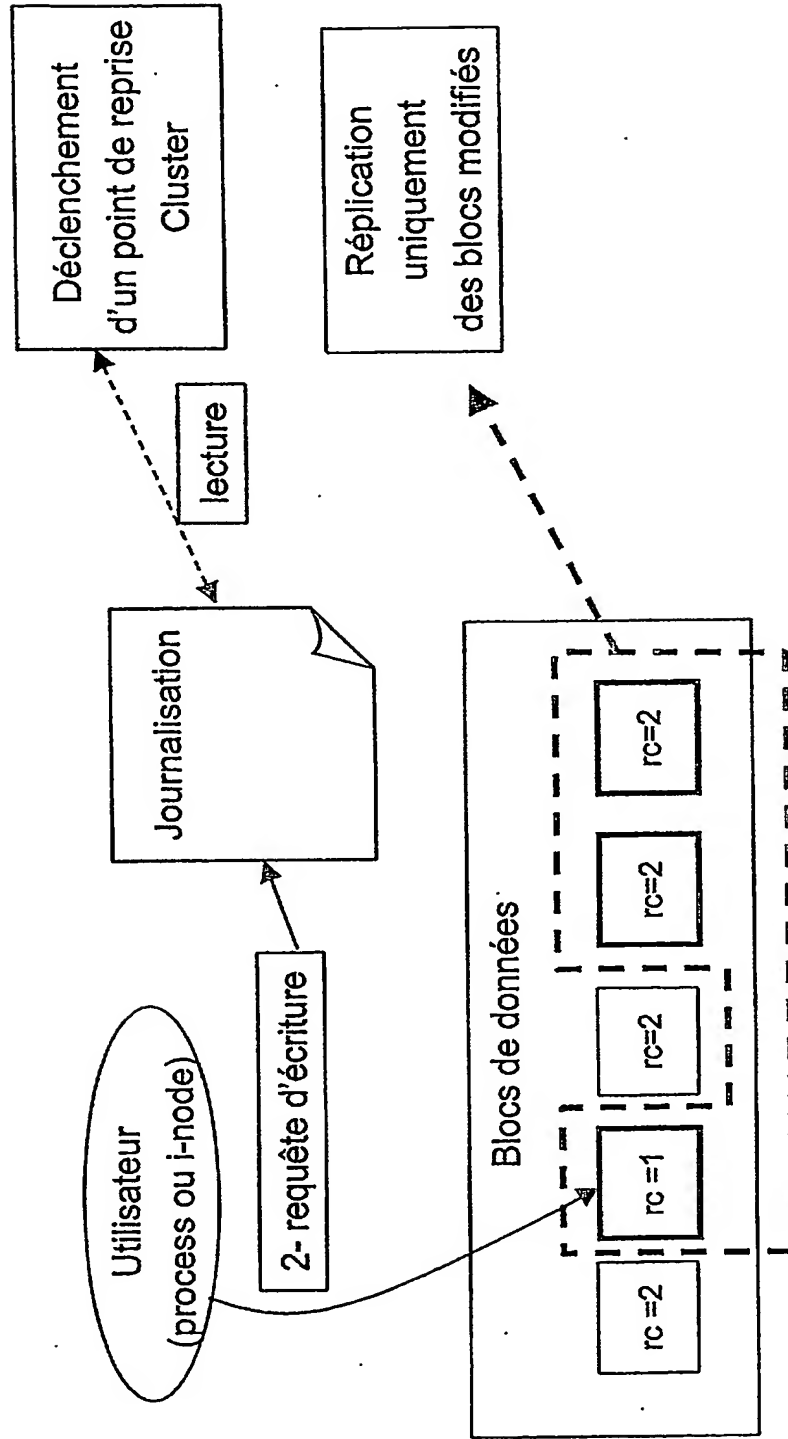 Utilisateur
(process ou i-node)
2- requête d'écriture
Journalisation
lecture
Déclenchement
d'un point de reprise
Cluster
Blocs de données
rc =2
rc =1
rc=2
rc=2
rc=2
Réplication
uniquement
des blocs modifiés